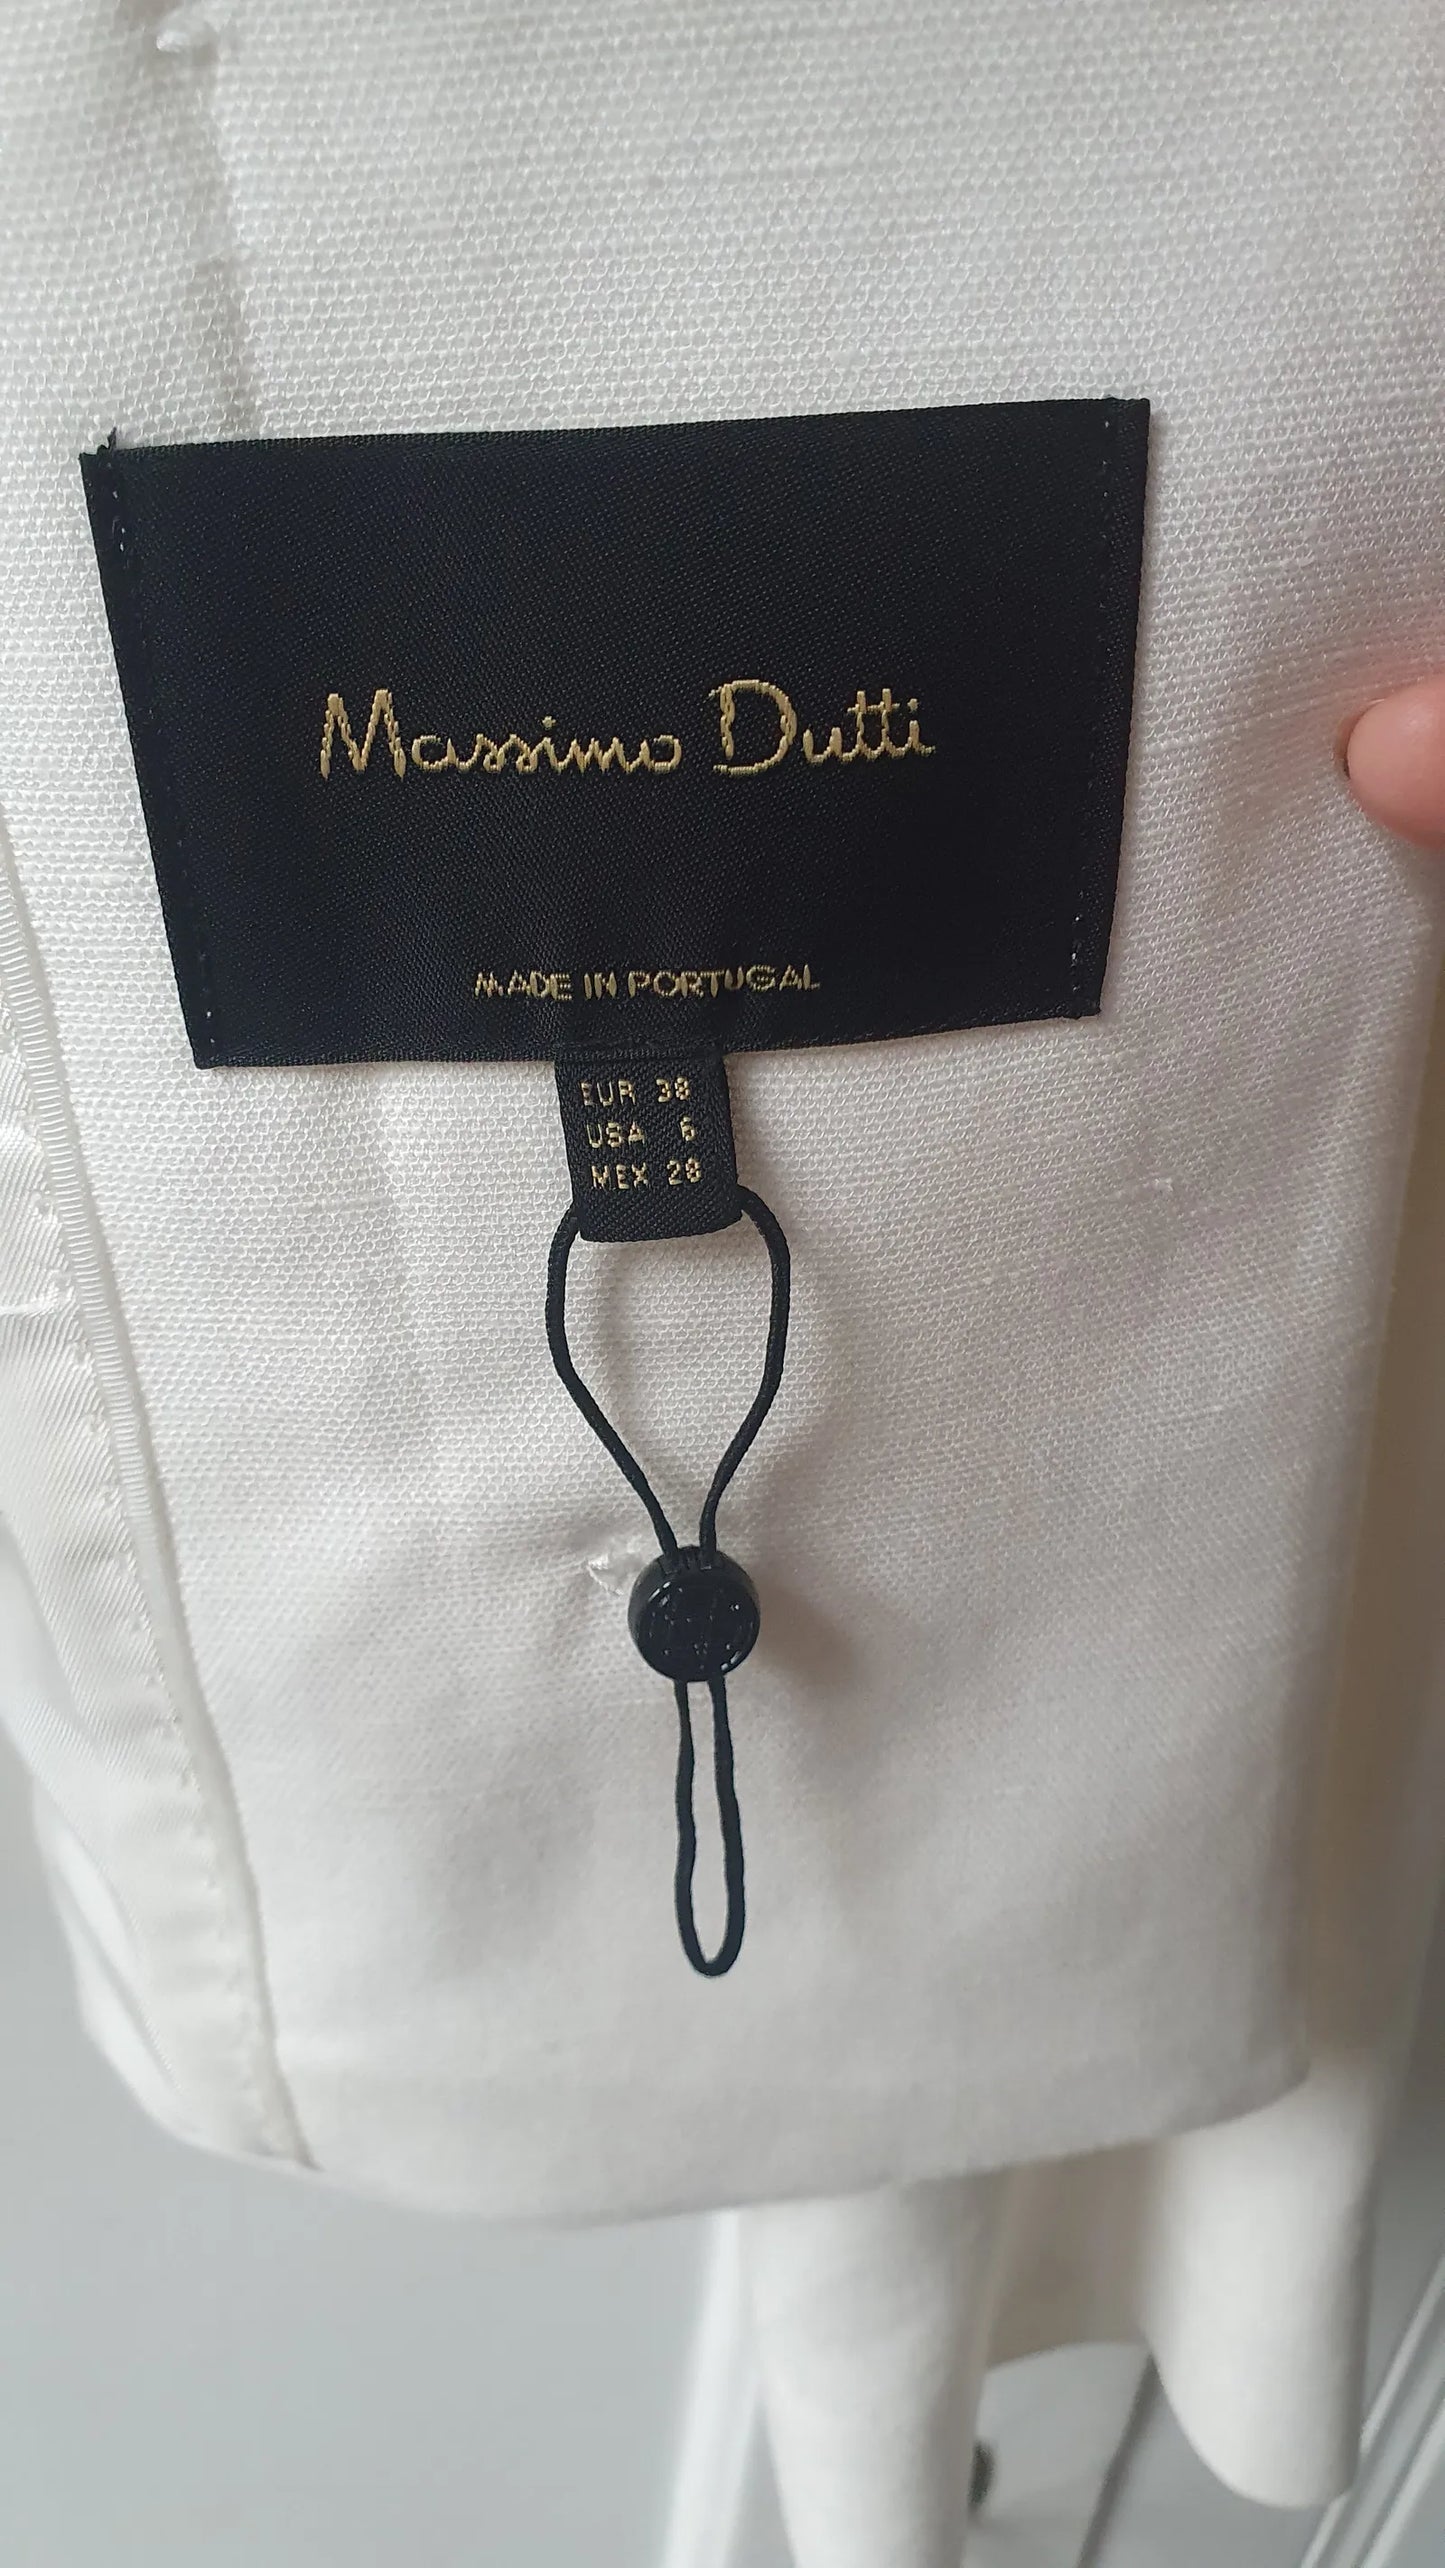 Massimo Dutti
MADE IN PORTUGAL
EUR 38
USA 6
MEX 28